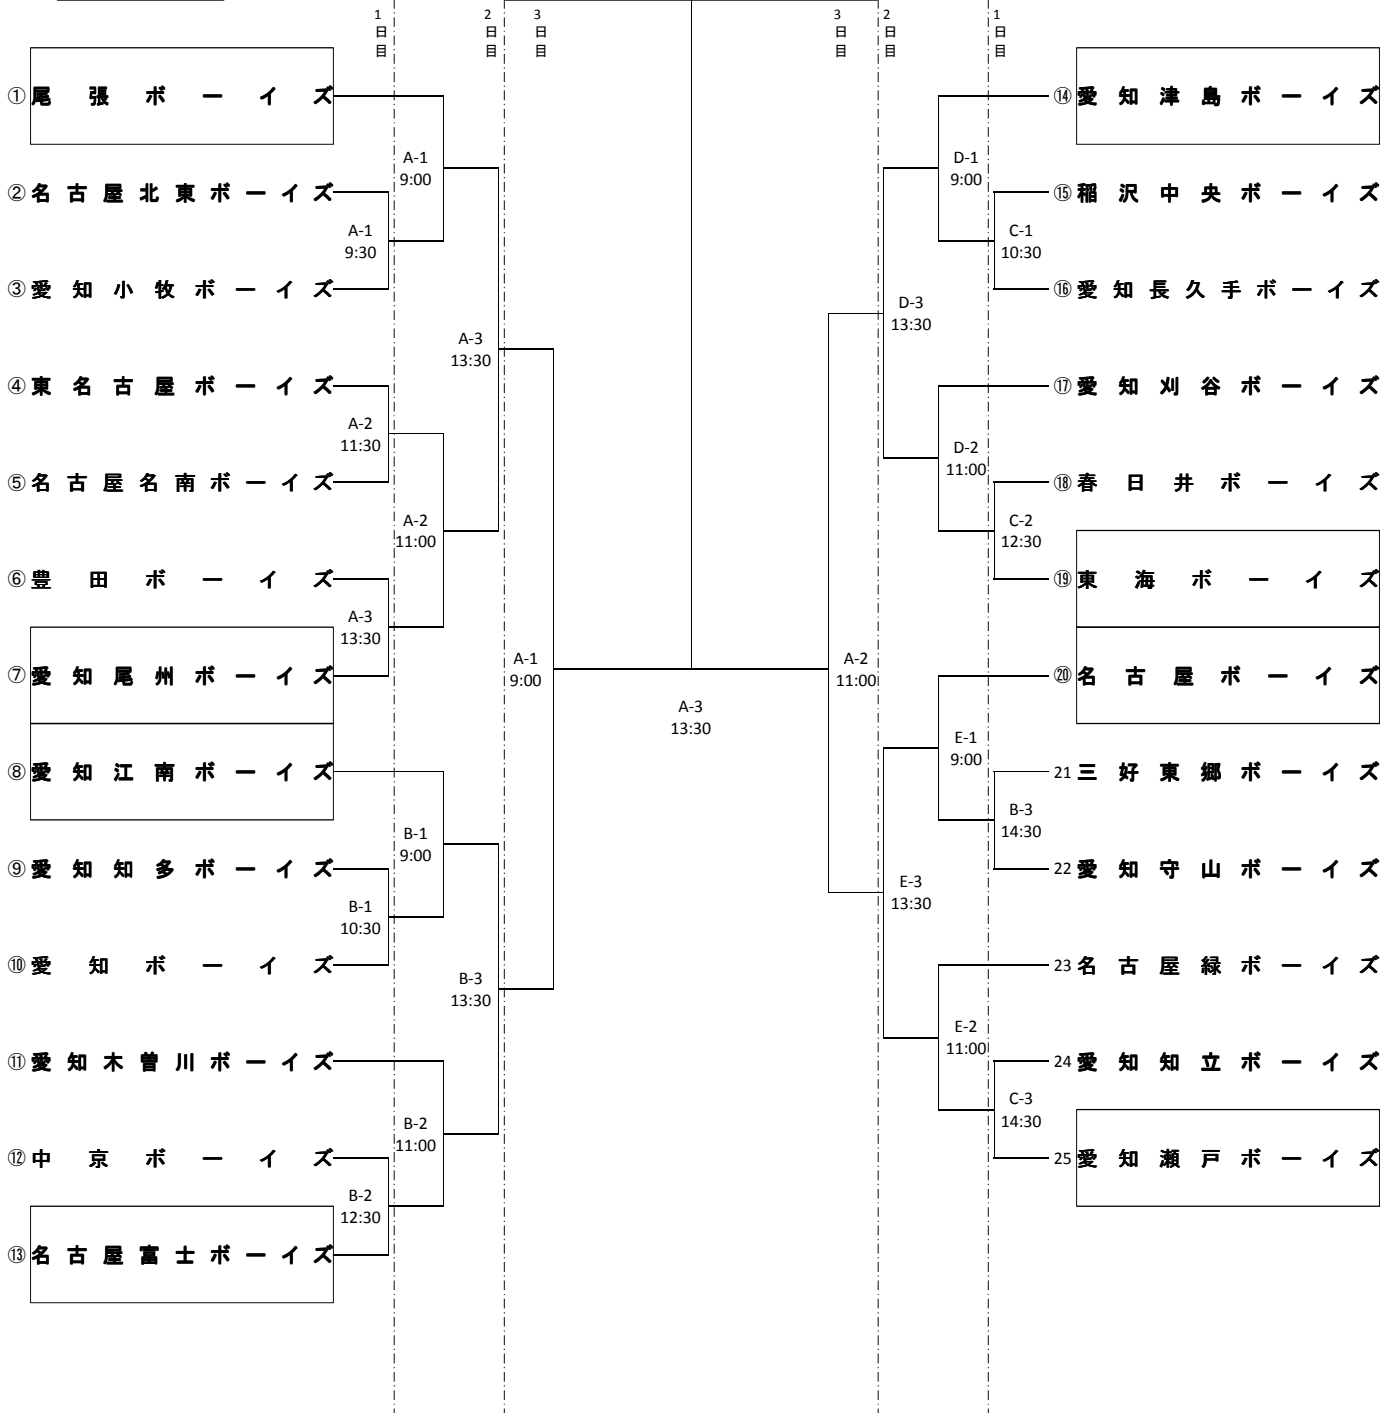 1日目
2日目
3日目
3日目
2日目
1日目
①尾張ボーイズ
A-1
9:00
②名古屋北東ボーイズ
A-1
9:30
③愛知小牧ボーイズ
A-3
13:30
④東名古屋ボーイズ
A-2
11:30
⑤名古屋名南ボーイズ
A-2
11:00
⑥豊田ボーイズ
A-3
13:30
⑦愛知尾州ボーイズ
A-1
9:00
⑧愛知江南ボーイズ
B-1
9:00
⑨愛知知多ボーイズ
B-1
10:30
⑩愛知ボーイズ
B-3
13:30
⑪愛知木曽川ボーイズ
B-2
11:00
⑫中京ボーイズ
B-2
12:30
⑬名古屋富士ボーイズ
A-3
13:30
⑭愛知津島ボーイズ
D-1
9:00
⑮稲沢中央ボーイズ
C-1
10:30
⑯愛知長久手ボーイズ
D-3
13:30
⑰愛知刈谷ボーイズ
D-2
11:00
⑱春日井ボーイズ
C-2
12:30
⑲東海ボーイズ
A-2
11:00
⑳名古屋ボーイズ
E-1
9:00
21三好東郷ボーイズ
B-3
14:30
22愛知守山ボーイズ
E-3
13:30
23名古屋緑ボーイズ
E-2
11:00
24愛知知立ボーイズ
C-3
14:30
25愛知瀬戸ボーイズ